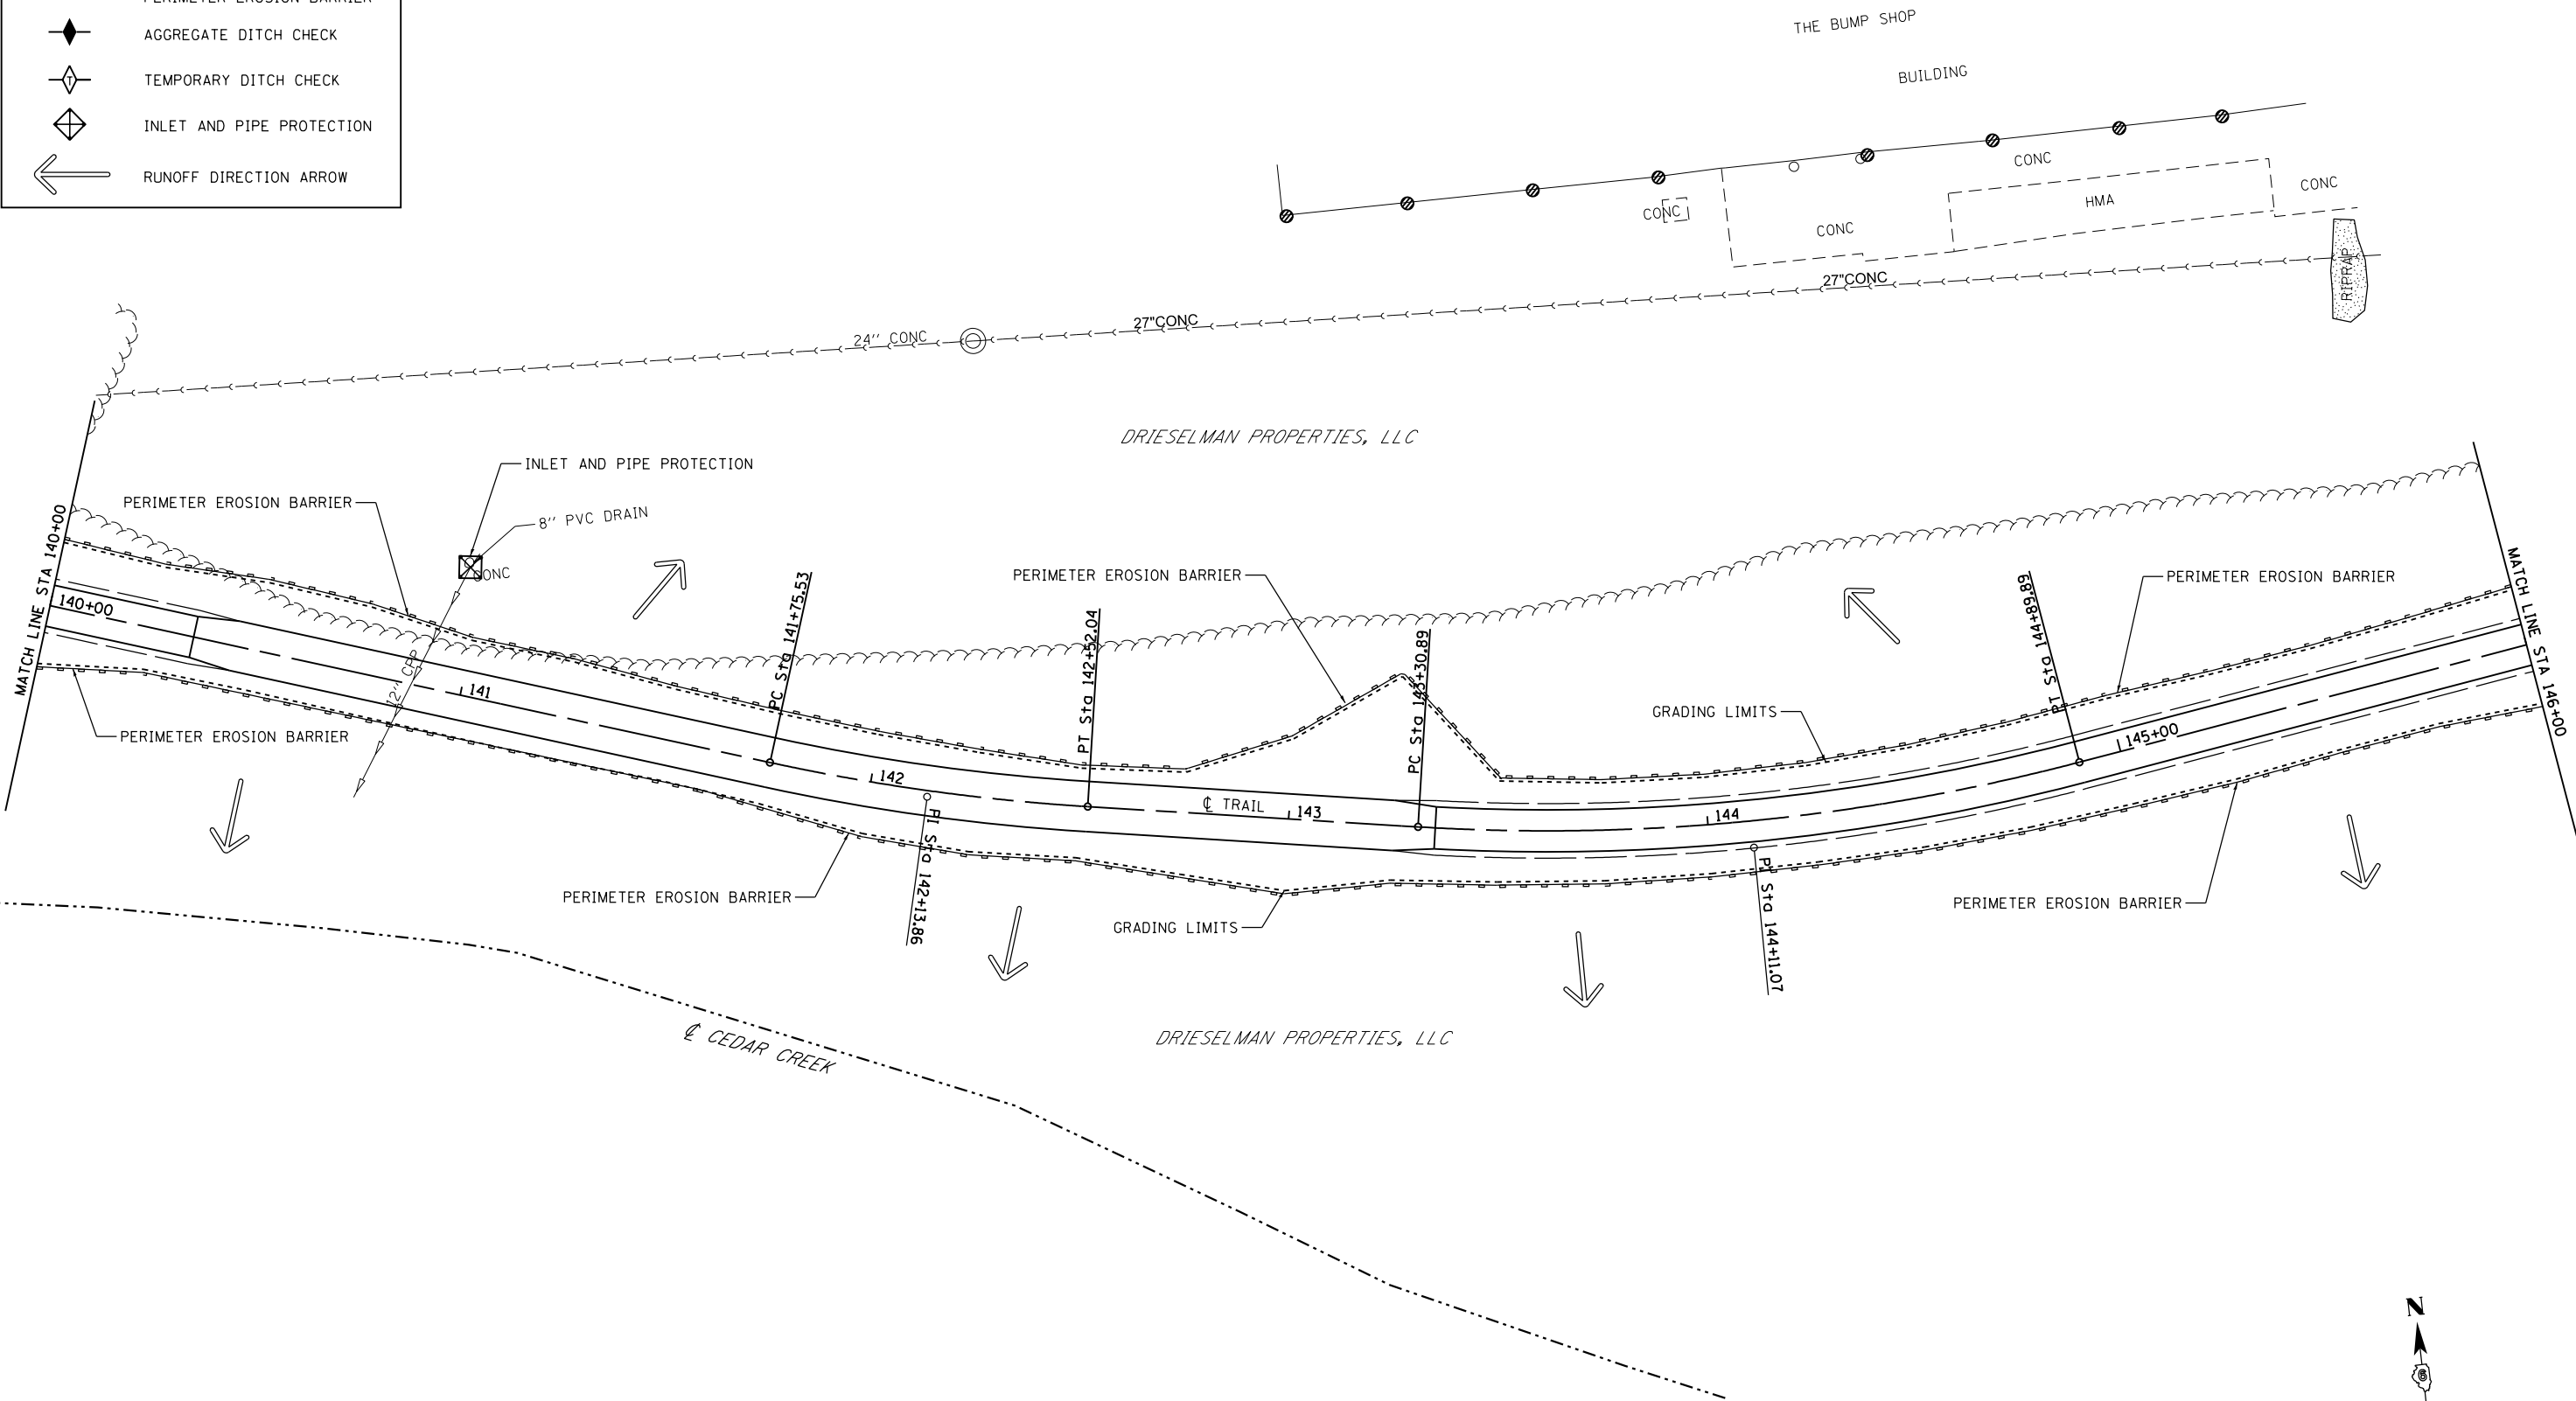 PERIMETER EROSION BARRIER
AGGREGATE DITCH CHECK
T
TEMPORARY DITCH CHECK
INLET AND PIPE PROTECTION
RUNOFF DIRECTION ARROW
THE BUMP SHOP
BUILDING
CONC
CONC
HMA
CONC
CONC
RIPRAP
27"CONC
27"CONC
24'' CONC
DRIESELMAN PROPERTIES, LLC
INLET AND PIPE PROTECTION
PERIMETER EROSION BARRIER
8'' PVC DRAIN
CONC
MATCH LINE STA 140+00
140+00
12'' CPP
141
PERIMETER EROSION BARRIER
PC Sta 141+75.53
142
PI Sta 142+13.86
PT Sta 142+52.04
PERIMETER EROSION BARRIER
℄ TRAIL
143
PC Sta 143+30.89
GRADING LIMITS
144
PI Sta 144+11.07
PT Sta 144+89.89
145+00
PERIMETER EROSION BARRIER
MATCH LINE STA 146+00
PERIMETER EROSION BARRIER
GRADING LIMITS
PERIMETER EROSION BARRIER
℄ CEDAR CREEK
DRIESELMAN PROPERTIES, LLC
N